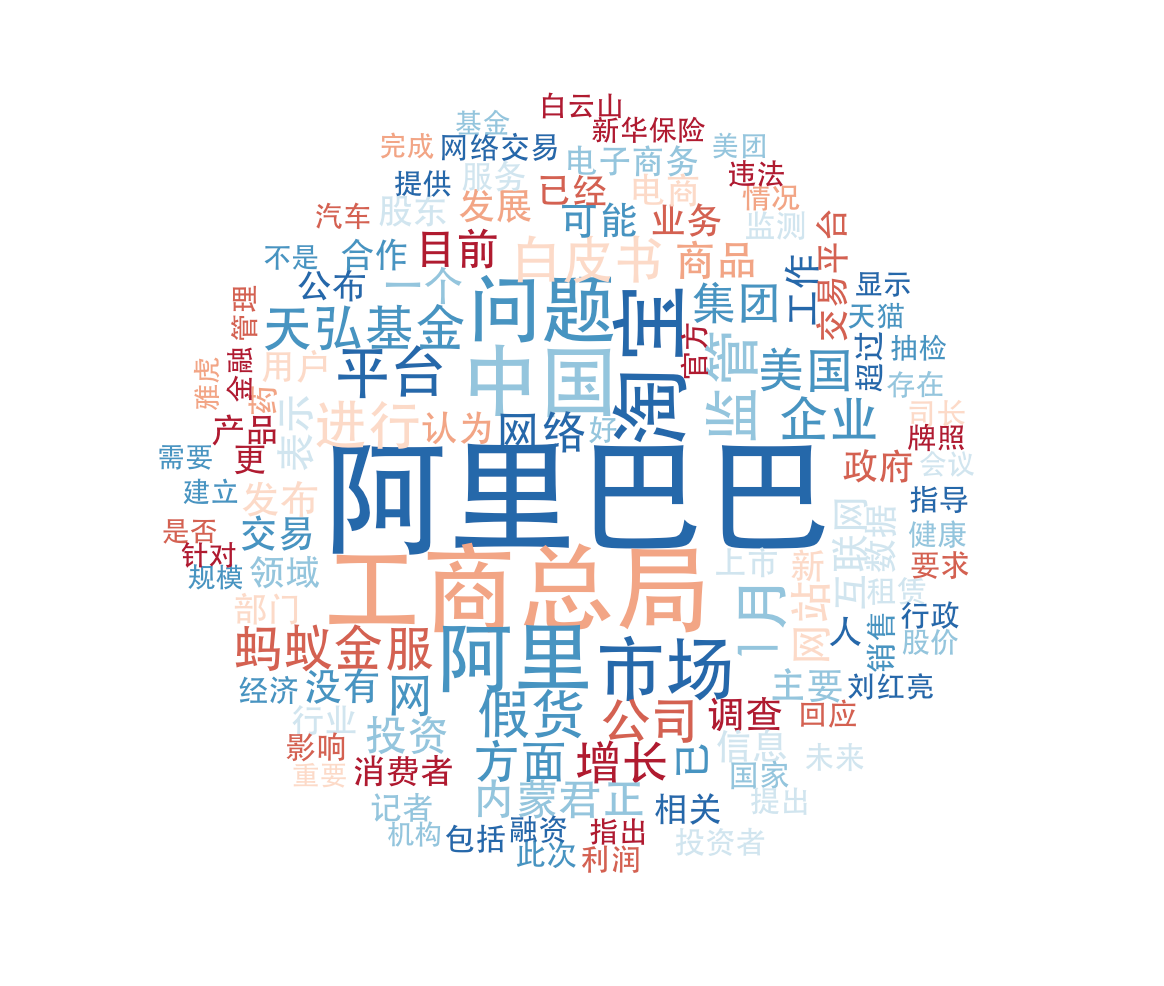 白云山
新华保险
基金
完成
网络交易
电子商务
美团
违法
提供
服务
已经
电商
情况
汽车
股东
发展
可能
业务
监测
不是
合作
目前
白皮书
商品
交易平台
工作
公布
一个
问题
淘宝
集团
显示
管理
天弘基金
官方
天猫
雅虎
金融
药
用户
平台
中国
监管
美国
超过
抽检
存在
产品
表示
进行
认为
网络
好
企业
司长
牌照
需要
更
阿里巴巴
政府
会议
建立
发布
指导
是否
交易
互联网
数据
健康
针对
规模
领域
工商总局
上市
新
要求
租赁
部门
1月
网站
人
行政
销售
股价
蚂蚁金服
阿里
市场
经济
没有
网
主要
刘红亮
行业
投资
假货
公司
调查
回应
影响
重要
消费者
方面
增长
已
信息
国家
未来
记者
内蒙君正
相关
提出
机构
包括
融资
指出
投资者
此次
利润